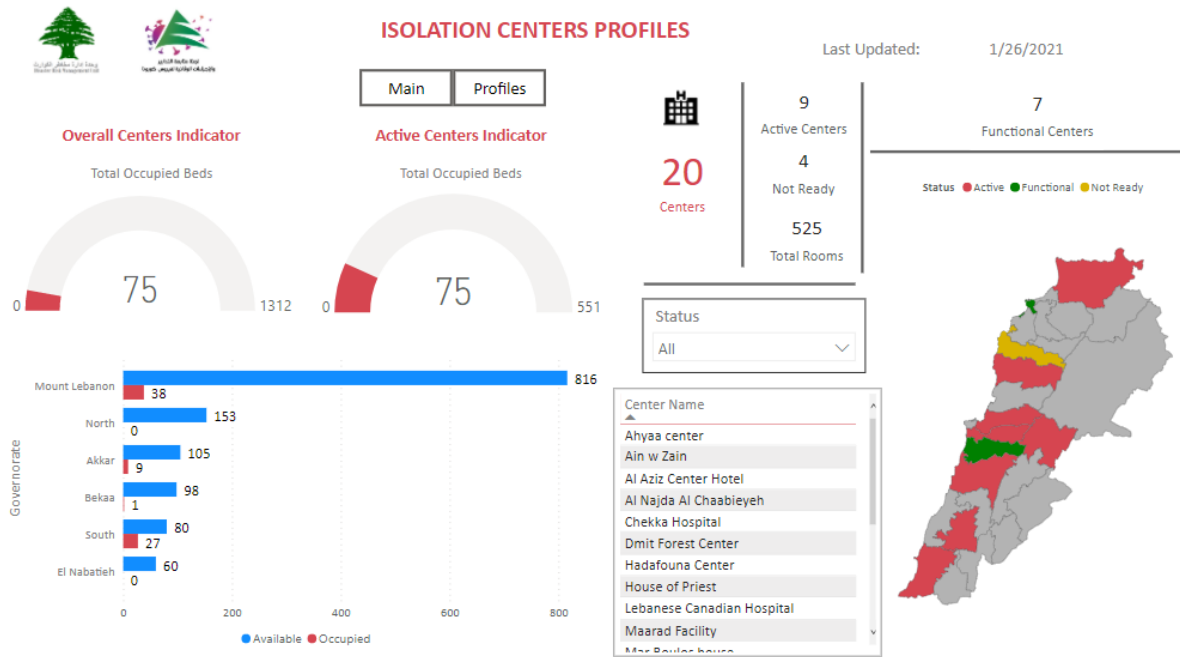 ISOLATION CENTERS PROFILES
Last Updated: 1/26/2021
Main
Profiles
Overall Centers Indicator
Total Occupied Beds
75
0
1312
Active Centers Indicator
Total Occupied Beds
75
0
551
20
Centers
9
Active Centers
4
Not Ready
525
Total Rooms
7
Functional Centers
Status Active Functional Not Ready
Status
All
Governorate
Mount Lebanon 816
38
North 153
0
Akkar 105
9
Bekaa 98
1
South 80
27
El Nabatieh 60
0
0 200 400 600 800
Available Occupied
Center Name
Ahyaa center
Ain w Zain
Al Aziz Center Hotel
Al Najda Al Chaabieyeh
Chekka Hospital
Dmit Forest Center
Hadafouna Center
House of Priest
Lebanese Canadian Hospital
Maarad Facility
Mar Boulos house